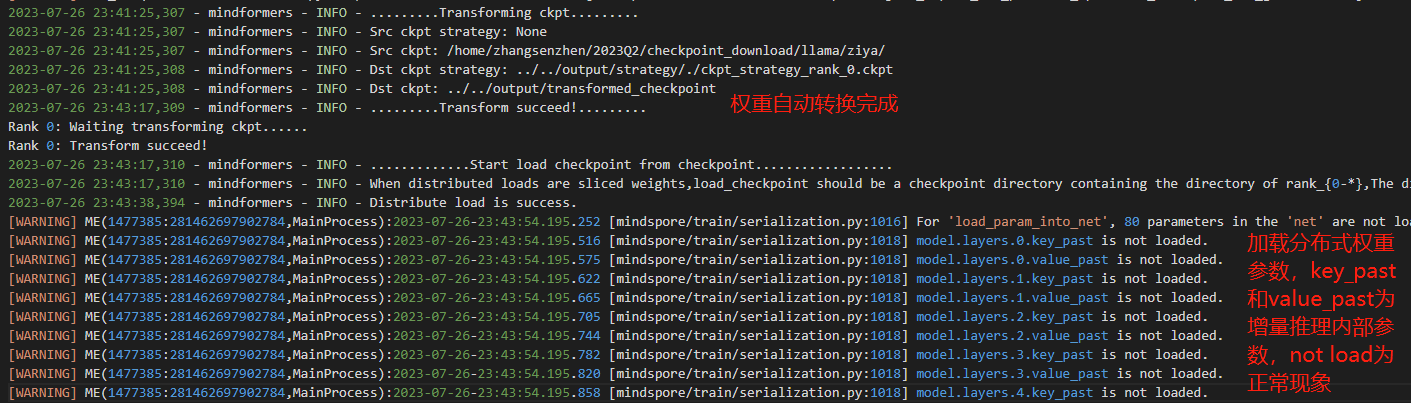 2023-07-26 23:41:25,307 - mindformers - INFO - .........Transforming ckpt.........
2023-07-26 23:41:25,307 - mindformers - INFO - Src ckpt strategy: None
2023-07-26 23:41:25,307 - mindformers - INFO - Src ckpt: /home/zhangsenzhen/2023Q2/checkpoint_download/llama/ziya/
2023-07-26 23:41:25,308 - mindformers - INFO - Dst ckpt strategy: ../../output/strategy/./ckpt_strategy_rank_0.ckpt
2023-07-26 23:41:25,308 - mindformers - INFO - Dst ckpt: ../../output/transformed_checkpoint
2023-07-26 23:43:17,309 - mindformers - INFO - .........Transform succeed!.........
权重自动转换完成
Rank 0: Waiting transforming ckpt......
Rank 0: Transform succeed!
2023-07-26 23:43:17,310 - mindformers - INFO - .............Start load checkpoint from checkpoint..................
2023-07-26 23:43:17,310 - mindformers - INFO - When distributed loads are sliced weights,load_checkpoint should be a checkpoint directory containing the directory of rank_{0-*},The
2023-07-26 23:43:38,394 - mindformers - INFO - Distribute load is success.
[WARNING] ME(1477385:281462697902784,MainProcess):2023-07-26-23:43:54.195.252 [mindspore/train/serialization.py:1016] For 'load_param_into_net', 80 parameters in the 'net' are not
[WARNING] ME(1477385:281462697902784,MainProcess):2023-07-26-23:43:54.195.516 [mindspore/train/serialization.py:1018] model.layers.0.key_past is not loaded.
[WARNING] ME(1477385:281462697902784,MainProcess):2023-07-26-23:43:54.195.575 [mindspore/train/serialization.py:1018] model.layers.0.value_past is not loaded.
[WARNING] ME(1477385:281462697902784,MainProcess):2023-07-26-23:43:54.195.622 [mindspore/train/serialization.py:1018] model.layers.1.key_past is not loaded.
[WARNING] ME(1477385:281462697902784,MainProcess):2023-07-26-23:43:54.195.665 [mindspore/train/serialization.py:1018] model.layers.1.value_past is not loaded.
[WARNING] ME(1477385:281462697902784,MainProcess):2023-07-26-23:43:54.195.705 [mindspore/train/serialization.py:1018] model.layers.2.key_past is not loaded.
[WARNING] ME(1477385:281462697902784,MainProcess):2023-07-26-23:43:54.195.744 [mindspore/train/serialization.py:1018] model.layers.2.value_past is not loaded.
[WARNING] ME(1477385:281462697902784,MainProcess):2023-07-26-23:43:54.195.782 [mindspore/train/serialization.py:1018] model.layers.3.key_past is not loaded.
[WARNING] ME(1477385:281462697902784,MainProcess):2023-07-26-23:43:54.195.820 [mindspore/train/serialization.py:1018] model.layers.3.value_past is not loaded.
[WARNING] ME(1477385:281462697902784,MainProcess):2023-07-26-23:43:54.195.858 [mindspore/train/serialization.py:1018] model.layers.4.key_past is not loaded.
加载分布式权重
参数，key_past
和value_past为
增量推理内部参
数，not load为
正常现象